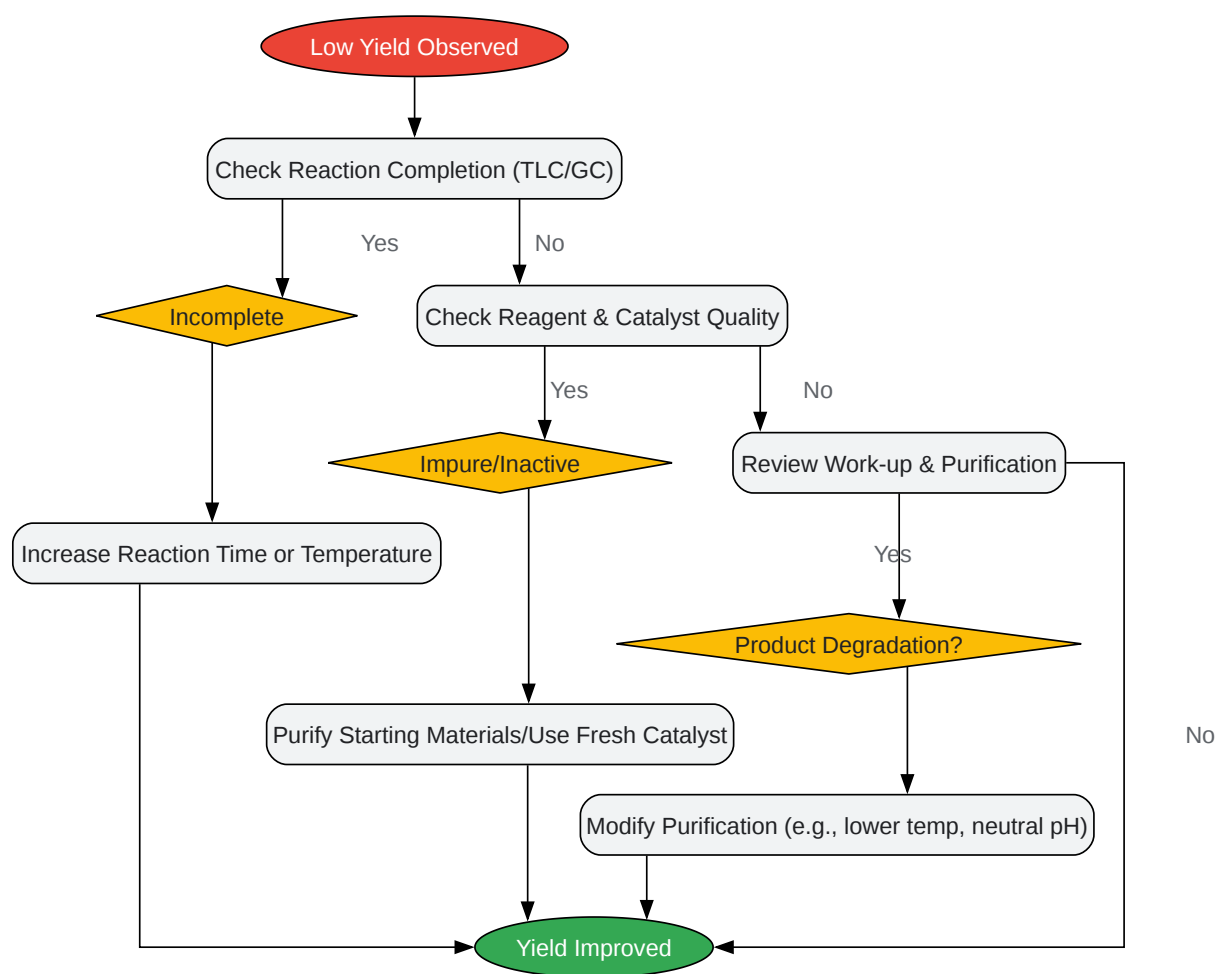 Low Yield Observed
Check Reaction Completion (TLC/GC)
Yes
No
Incomplete
Check Reagent & Catalyst Quality
Yes
No
Impure/Inactive
Review Work-up & Purification
Increase Reaction Time or Temperature
Yes
Product Degradation?
Purify Starting Materials/Use Fresh Catalyst
No
Modify Purification (e.g., lower temp, neutral pH)
Yield Improved